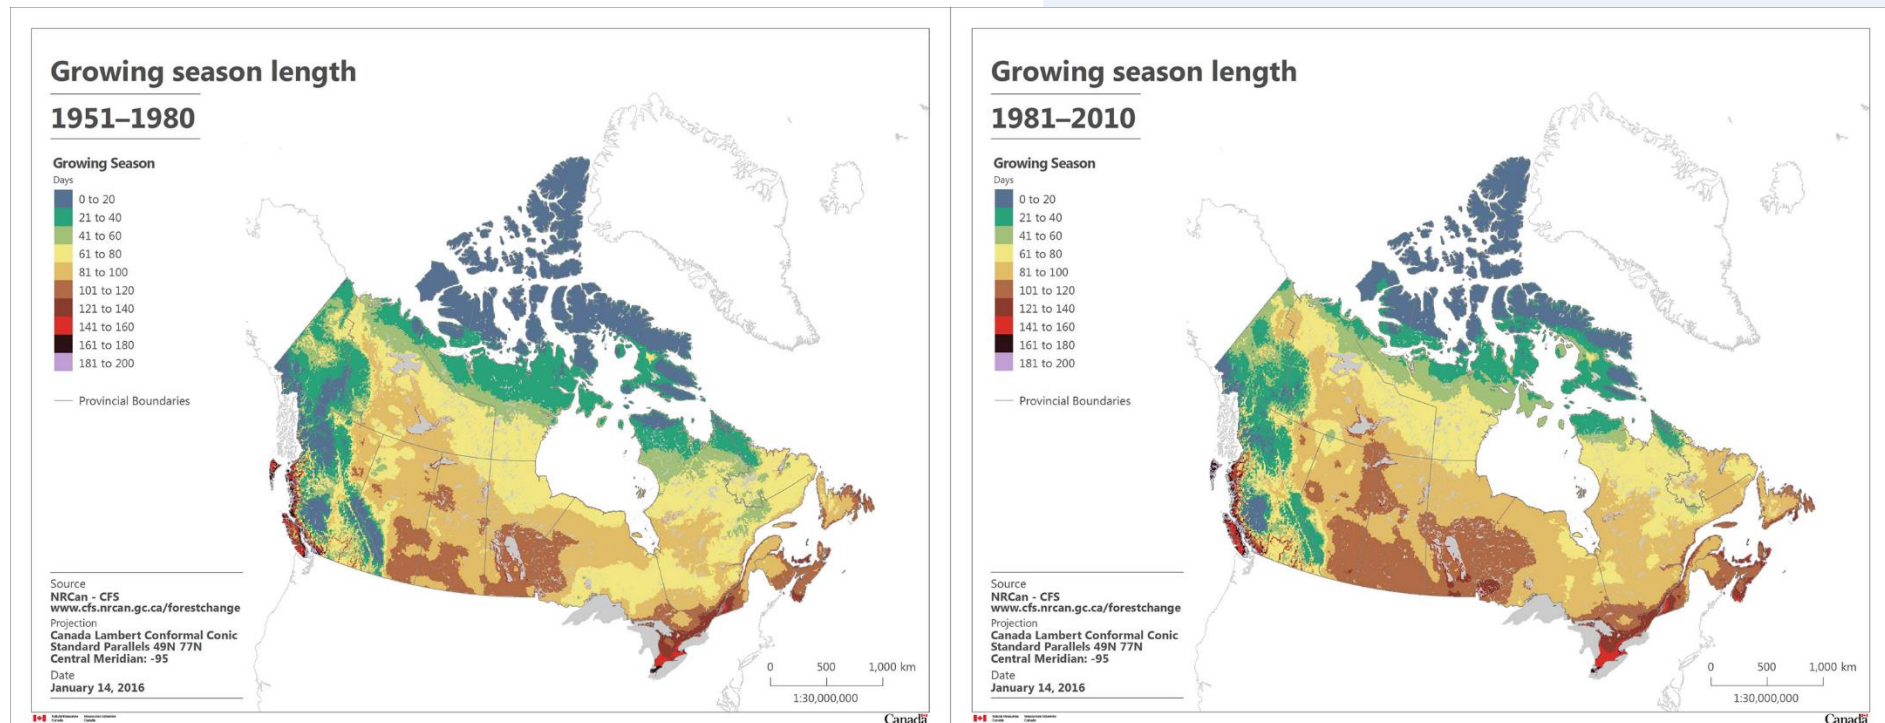 Growing season length
1951–1980
Growing Season
Days
0 to 20
21 to 40
41 to 60
61 to 80
81 to 100
101 to 120
121 to 140
141 to 160
161 to 180
181 to 200
Provincial Boundaries
Source
NRCan - CFS
www.cfs.nrcan.gc.ca/forestchange
Projection
Canada Lambert Conformal Conic
Standard Parallels 49N 77N
Central Meridian: -95
Date
January 14, 2016
0 500 1,000 km
1:30,000,000
Canada
Growing season length
1981–2010
Growing Season
Days
0 to 20
21 to 40
41 to 60
61 to 80
81 to 100
101 to 120
121 to 140
141 to 160
161 to 180
181 to 200
Provincial Boundaries
Source
NRCan - CFS
www.cfs.nrcan.gc.ca/forestchange
Projection
Canada Lambert Conformal Conic
Standard Parallels 49N 77N
Central Meridian: -95
Date
January 14, 2016
0 500 1,000 km
1:30,000,000
Canada